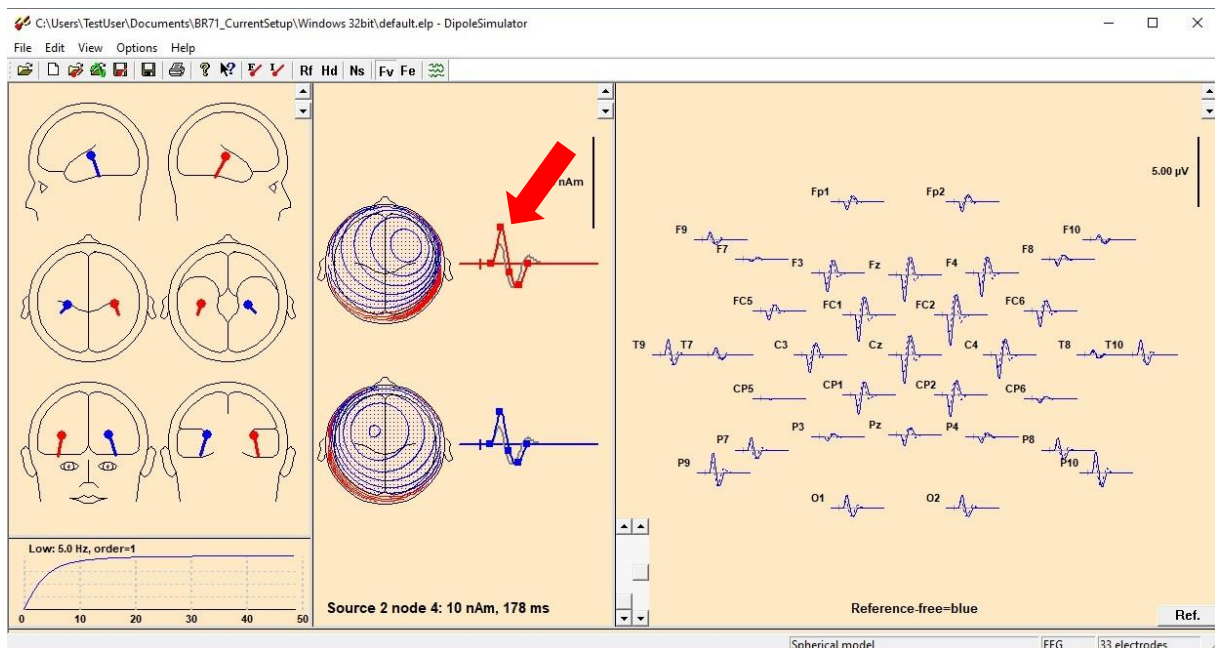 C:\Users\TestUser\Documents\BR71_CurrentSetup\Windows 32bit\default.elp - DipoleSimulator
File Edit View Options Help
Rf Hd Ns Fv Fe
nAm
5.00 µV
Fp1 Fp2
F9 F10
F7 F8
F3 Fz F4
FC5 FC1 FC2 FC6
T9 T7 C3 Cz C4 T8 T10
CP5 CP1 CP2 CP6
P7 P3 Pz P4 P8
P9 P10
O1 O2
Low: 5.0 Hz, order=1
0 10 20 30 40 50
Source 2 node 4: 10 nAm, 178 ms
Reference-free=blue
Ref.
Spherical model EEG 33 electrodes